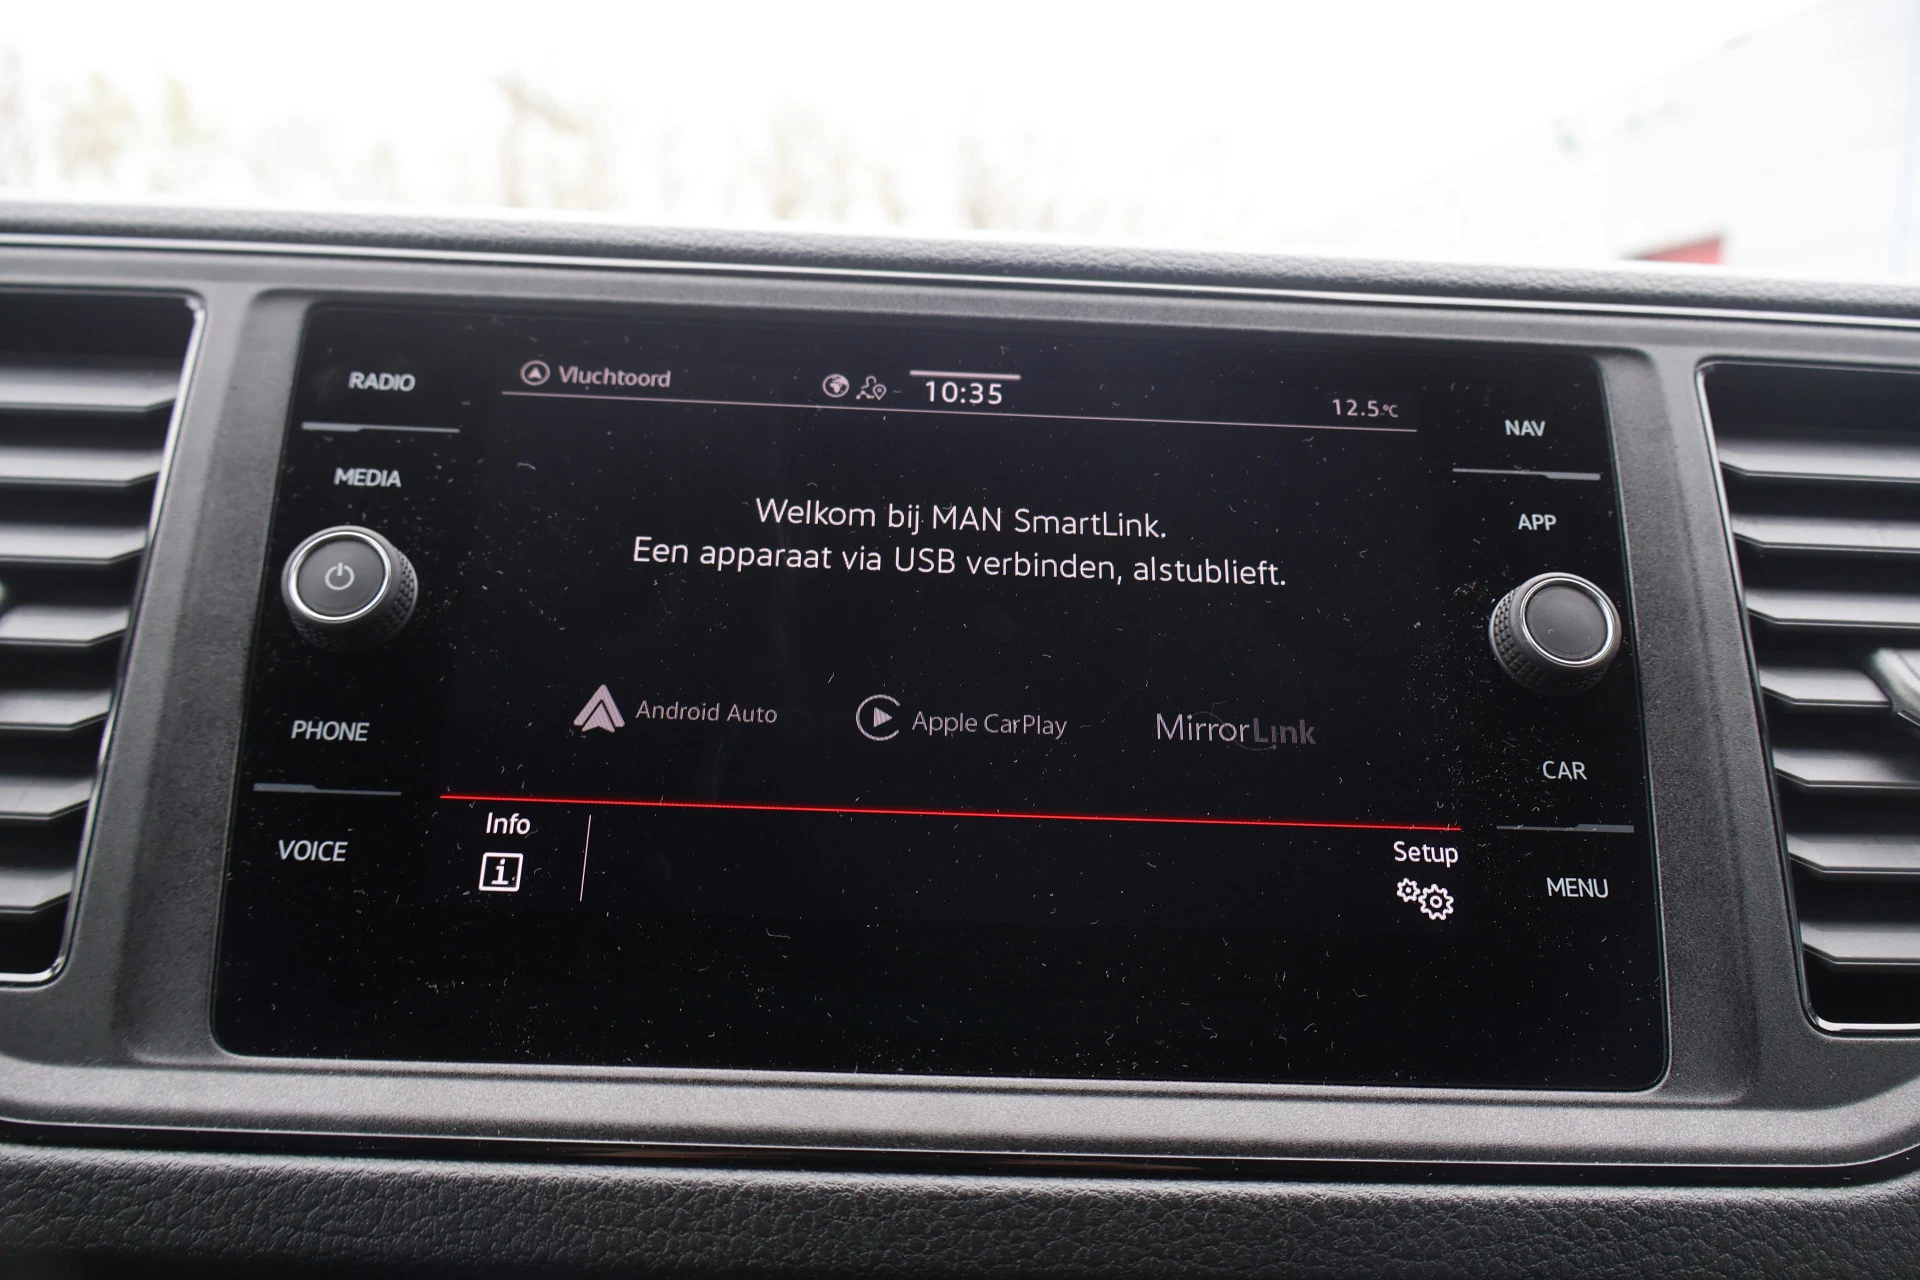 RADIO
MEDIA
PHONE
VOICE
Vluchtoord
10:35
12.5°C
Welkom bij MAN SmartLink.
Een apparaat via USB verbinden, alstublieft.
Android Auto
Apple CarPlay
MirrorLink
Info
Setup
NAV
APP
CAR
MENU